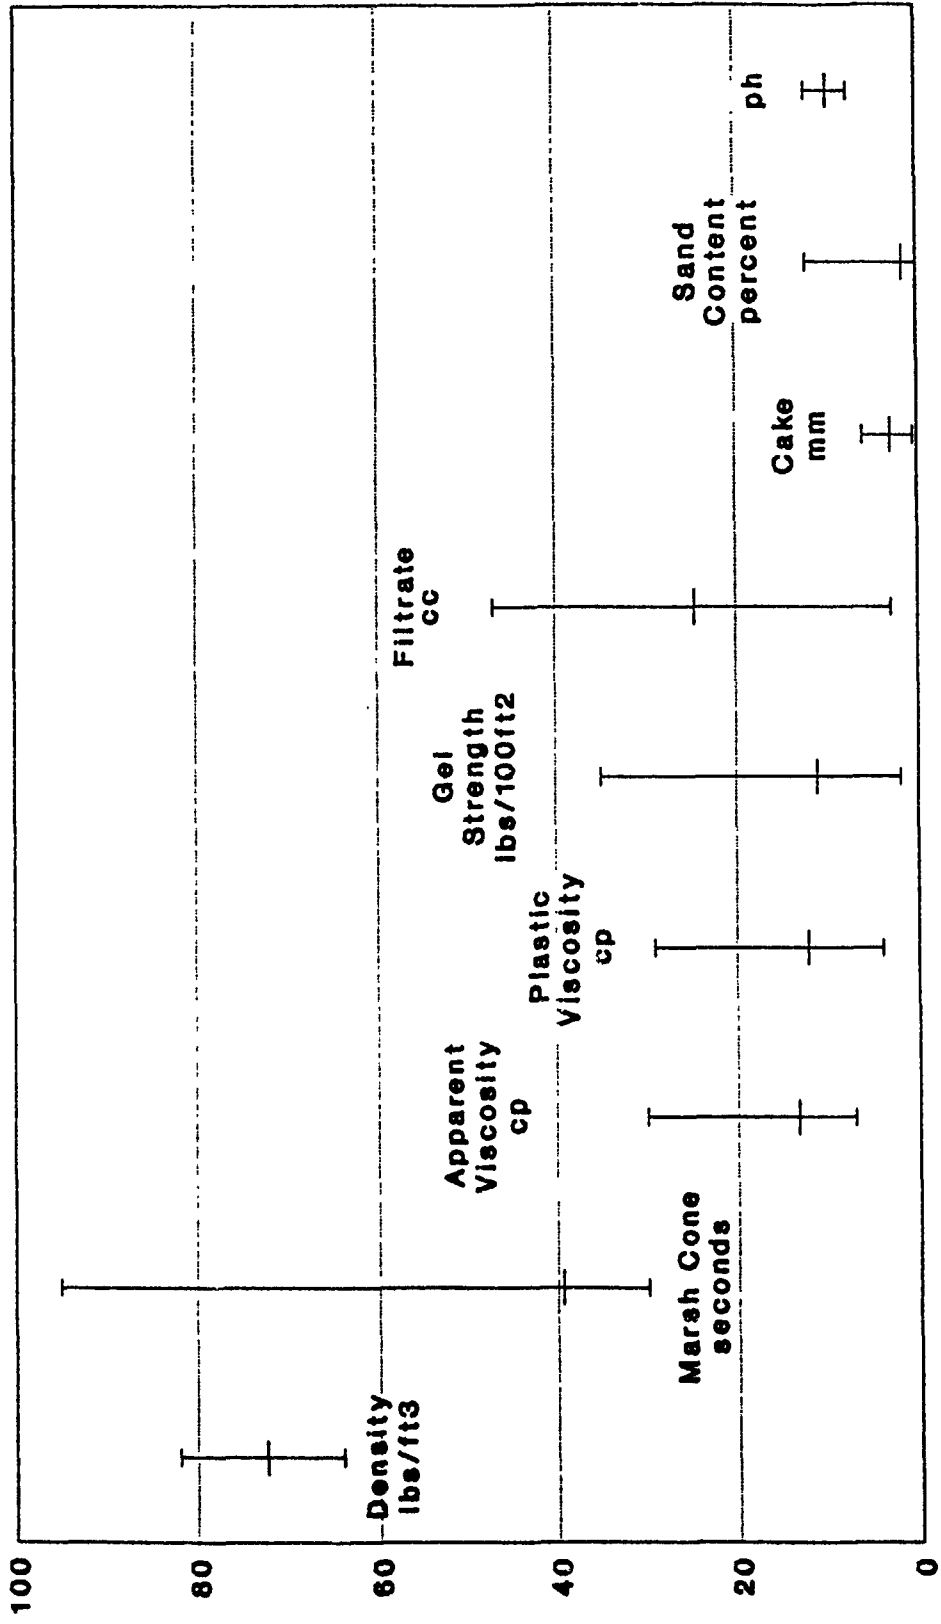 100
80
60
40
20
0
Density
lbs/ft3
Marsh Cone
seconds
Apparent
Viscosity
cp
Plastic
Viscosity
cp
Gel
Strength
lbs/100ft2
Filtrate
cc
Cake
mm
Sand
Content
percent
ph